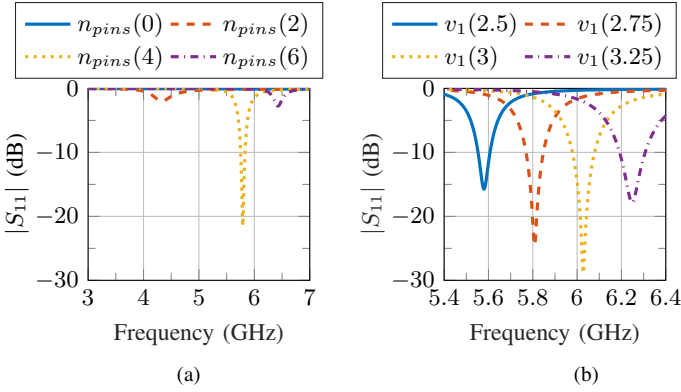 n_pins(0) n_pins(2)
n_pins(4) n_pins(6)
0
−10
−20
−30
|S11| (dB)
3 4 5 6 7
Frequency (GHz)
(a)
v1(2.5) v1(2.75)
v1(3) v1(3.25)
0
−10
−20
−30
|S11| (dB)
5.4 5.6 5.8 6 6.2 6.4
Frequency (GHz)
(b)